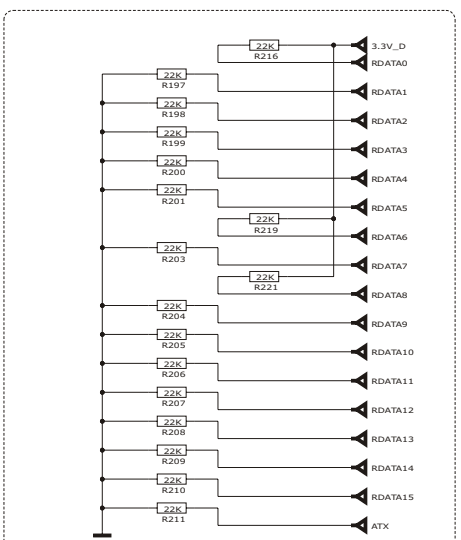 22K 3.3V_D
R216
RDATA0
22K
R197 RDATA1
22K
R198 RDATA2
22K
R199 RDATA3
22K
R200 RDATA4
22K
R201 RDATA5
22K
R219 RDATA6
22K
R203 RDATA7
22K
R221 RDATA8
22K
R204 RDATA9
22K
R205 RDATA10
22K
R206 RDATA11
22K
R207 RDATA12
22K
R208 RDATA13
22K
R209 RDATA14
22K
R210 RDATA15
22K
R211 ATX